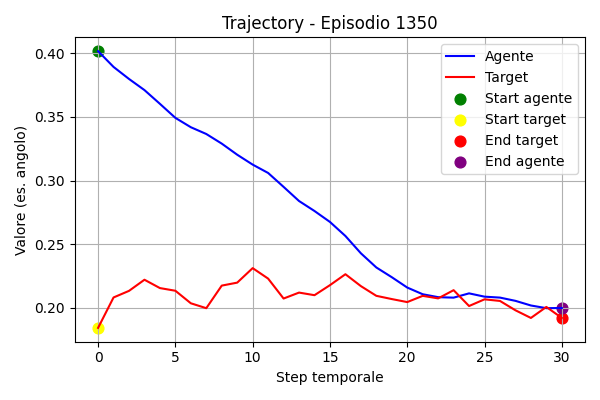 Trajectory - Episodio 1350
Valore (es. angolo)
0.40
0.35
0.30
0.25
0.20
Agente
Target
Start agente
Start target
End target
End agente
0 5 10 15 20 25 30
Step temporale